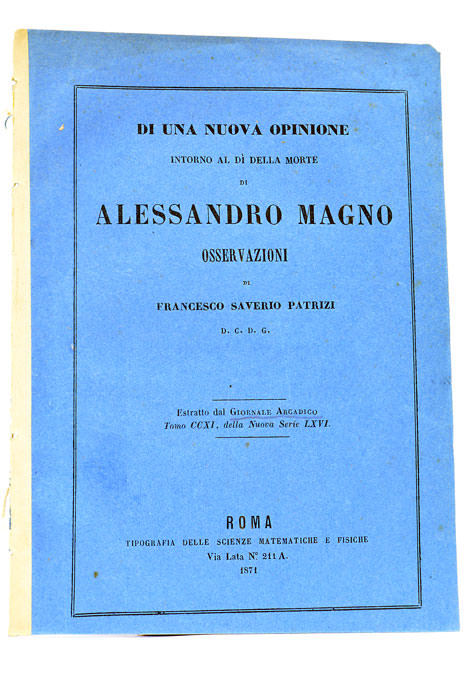 DI UNA NUOVA OPINIONE
INTORNO AL DÌ DELLA MORTE
DI
ALESSANDRO MAGNO
OSSERVAZIONI
DI
FRANCESCO SAVERIO PATRIZI
D. C. D. G.
Estratto dal GIORNALE ARCADICO
Tomo CCXI, della Nuova Serie LXVI.
ROMA
TIPOGRAFIA DELLE SCIENZE MATEMATICHE E FISICHE
Via Lata N.º 211 A.
1871